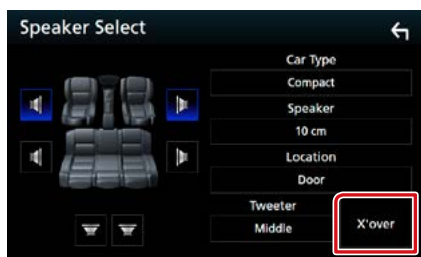 Speaker Select
Car Type
Compact
Speaker
10 cm
Location
Door
Tweeter
Middle
X'over